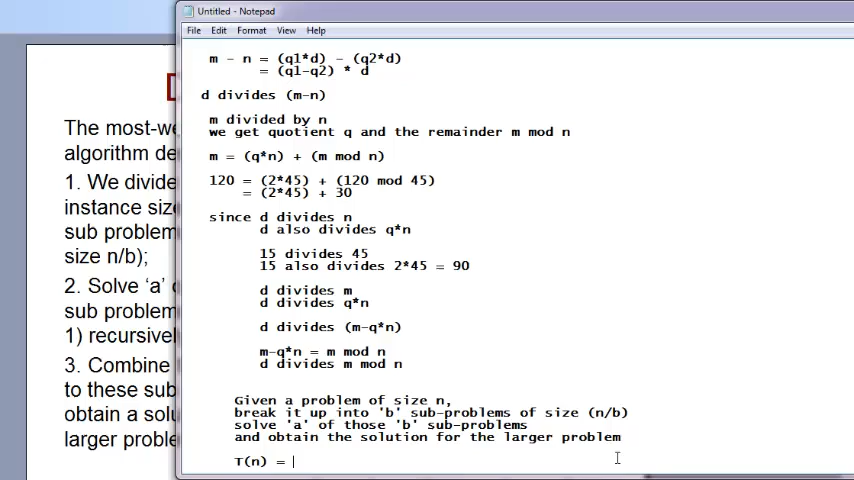 Untitled - Notepad
File Edit Format View Help
m - n = (q1*d) - (q2*d)
= (q1-q2) * d
d divides (m-n)
m divided by n
we get quotient q and the remainder m mod n
m = (q*n) + (m mod n)
120 = (2*45) + (120 mod 45)
= (2*45) + 30
since d divides n
d also divides q*n
15 divides 45
15 also divides 2*45 = 90
d divides m
d divides q*n
d divides (m-q*n)
m-q*n = m mod n
d divides m mod n
Given a problem of size n,
break it up into 'b' sub-problems of size (n/b)
solve 'a' of those 'b' sub-problems
and obtain the solution for the larger problem
T(n) =
The most-we
algorithm de
1. We divide
instance size
sub problem
size n/b);
2. Solve ‘a’
sub problem
1) recursivel
3. Combine
to these sub
obtain a solu
larger proble